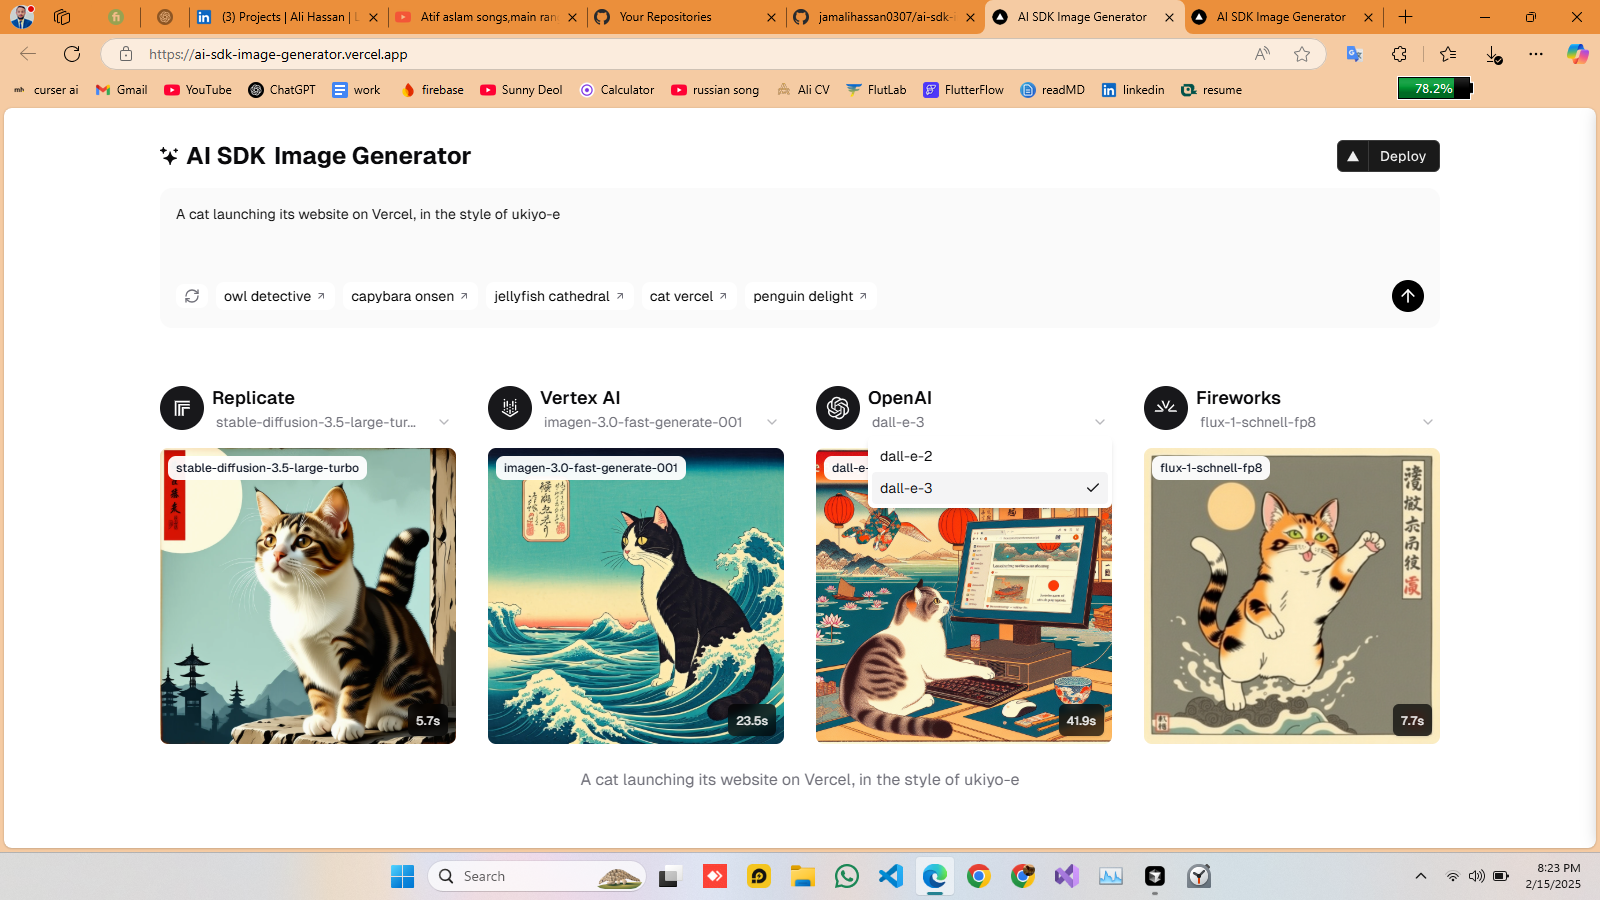 (3) Projects | Ali Hassan | L
Atif aslam songs,main ran
Your Repositories
jamalihassan0307/ai-sdk-i
AI SDK Image Generator
AI SDK Image Generator
https://ai-sdk-image-generator.vercel.app
curser ai
Gmail
YouTube
ChatGPT
work
firebase
Sunny Deol
Calculator
russian song
Ali CV
FlutLab
FlutterFlow
readMD
linkedin
resume
78.2%
AI SDK Image Generator
Deploy
A cat launching its website on Vercel, in the style of ukiyo-e
owl detective
capybara onsen
jellyfish cathedral
cat vercel
penguin delight
Replicate
stable-diffusion-3.5-large-tur...
Vertex AI
imagen-3.0-fast-generate-001
OpenAI
dall-e-3
Fireworks
flux-1-schnell-fp8
dall-e-2
dall-e-3
stable-diffusion-3.5-large-turbo
imagen-3.0-fast-generate-001
dall-e-
flux-1-schnell-fp8
5.7s
23.5s
41.9s
7.7s
A cat launching its website on Vercel, in the style of ukiyo-e
Search
8:23 PM
2/15/2025